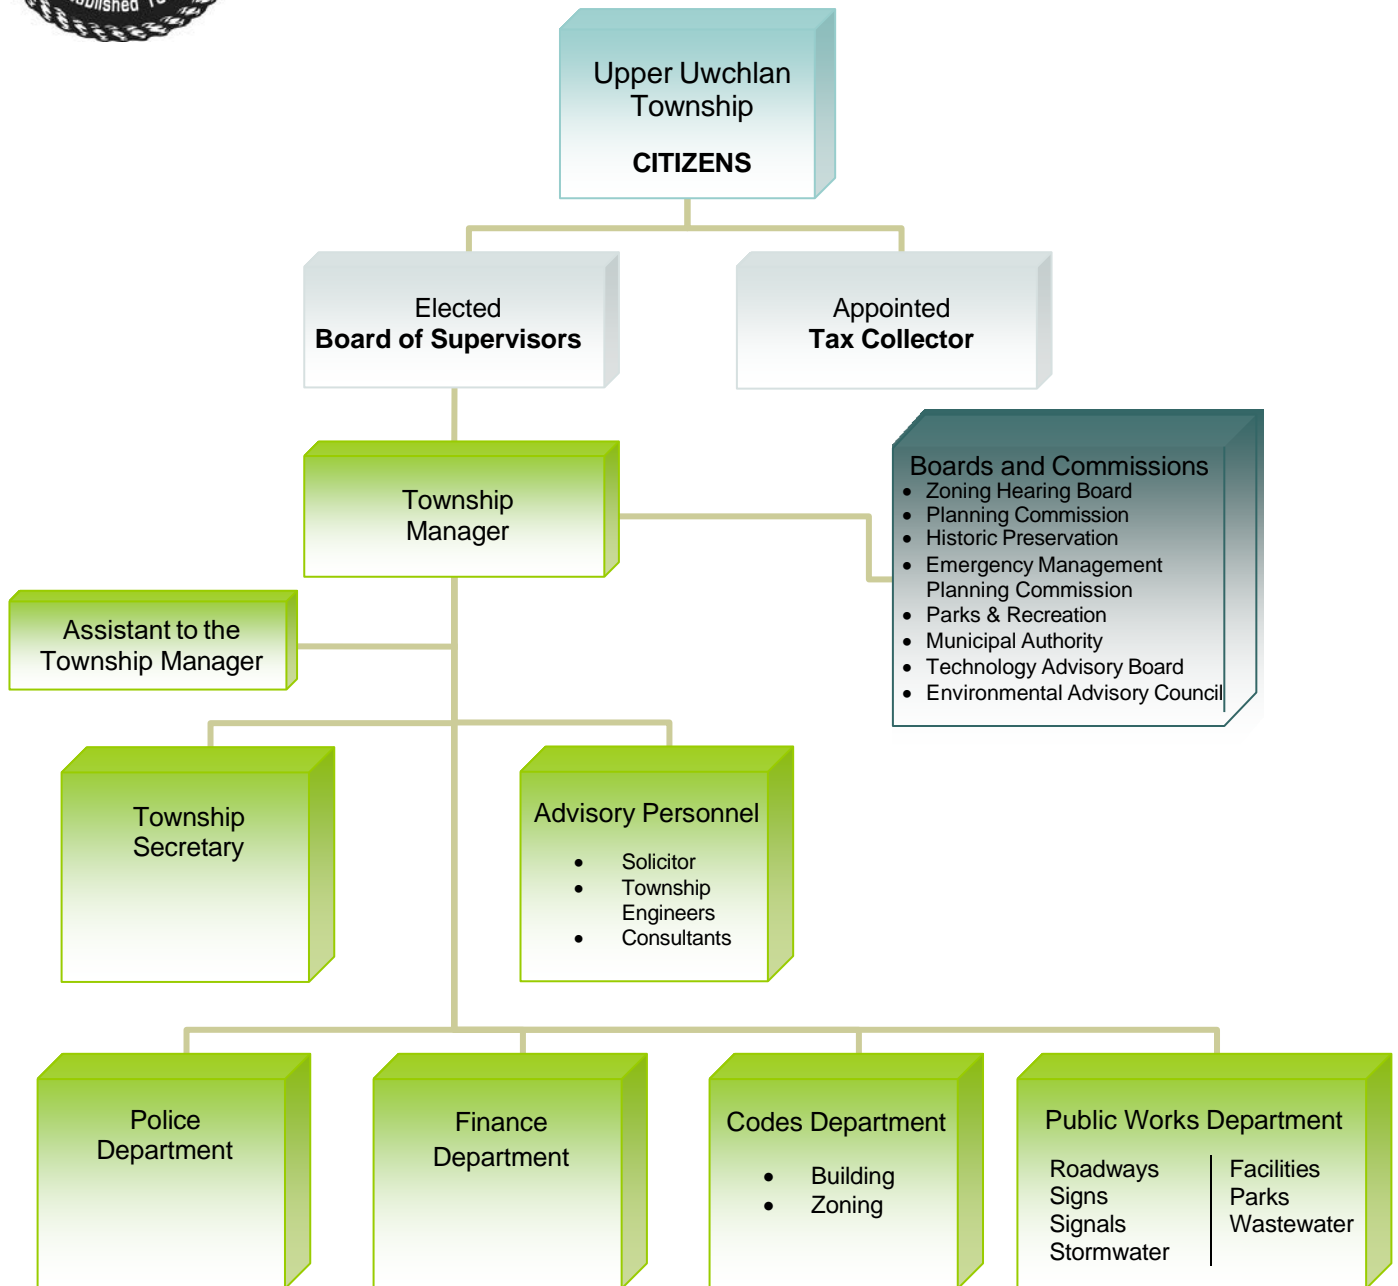 Established
Upper Uwchlan
Township
CITIZENS
Elected
Board of Supervisors
Appointed
Tax Collector
Township
Manager
Boards and Commissions
• Zoning Hearing Board
• Planning Commission
• Historic Preservation
• Emergency Management
Planning Commission
• Parks & Recreation
• Municipal Authority
• Technology Advisory Board
• Environmental Advisory Council
Assistant to the
Township Manager
Township
Secretary
Advisory Personnel
• Solicitor
• Township
Engineers
• Consultants
Police
Department
Finance
Department
Codes Department
• Building
• Zoning
Public Works Department
Roadways
Signs
Signals
Stormwater
Facilities
Parks
Wastewater